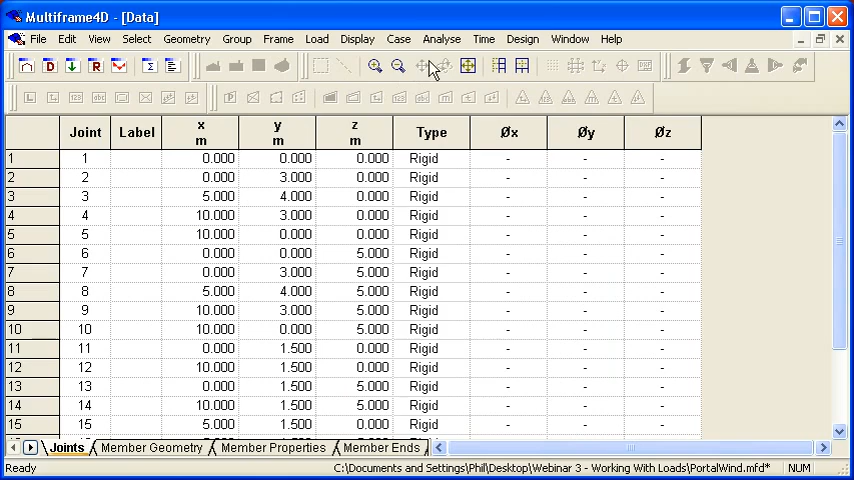 Multiframe4D - [Data]
File Edit View Select Geometry Group Frame Load Display Case Analyse Time Design Window Help
Joint Label x m y m z m Type Øx Øy Øz
1 1 0.000 0.000 0.000 Rigid - - -
2 2 0.000 3.000 0.000 Rigid - - -
3 3 5.000 4.000 0.000 Rigid - - -
4 4 10.000 3.000 0.000 Rigid - - -
5 5 10.000 0.000 0.000 Rigid - - -
6 6 0.000 0.000 5.000 Rigid - - -
7 7 0.000 3.000 5.000 Rigid - - -
8 8 5.000 4.000 5.000 Rigid - - -
9 9 10.000 3.000 5.000 Rigid - - -
10 10 10.000 0.000 5.000 Rigid - - -
11 11 0.000 1.500 0.000 Rigid - - -
12 12 10.000 1.500 0.000 Rigid - - -
13 13 0.000 1.500 5.000 Rigid - - -
14 14 10.000 1.500 5.000 Rigid - - -
15 15 5.000 1.500 0.000 Rigid - - -
Joints Member Geometry Member Properties Member Ends
Ready C:\Documents and Settings\Phil\Desktop\Webinar 3 - Working With Loads\PortalWind.mfd* NUM